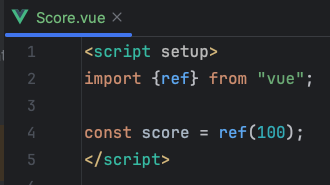 Score.vue
1 <script setup>
2 import {ref} from "vue";
3
4 const score = ref(100);
5 </script>